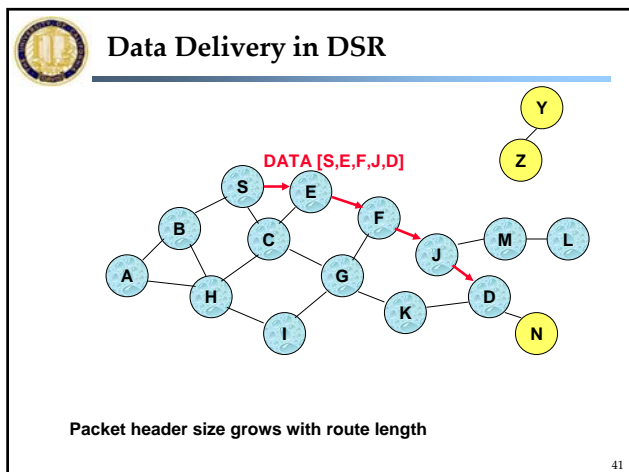 Data Delivery in DSR
Y
Z
DATA [S,E,F,J,D]
S
E
F
B
C
J
M
L
A
G
H
D
K
I
N
Packet header size grows with route length
41